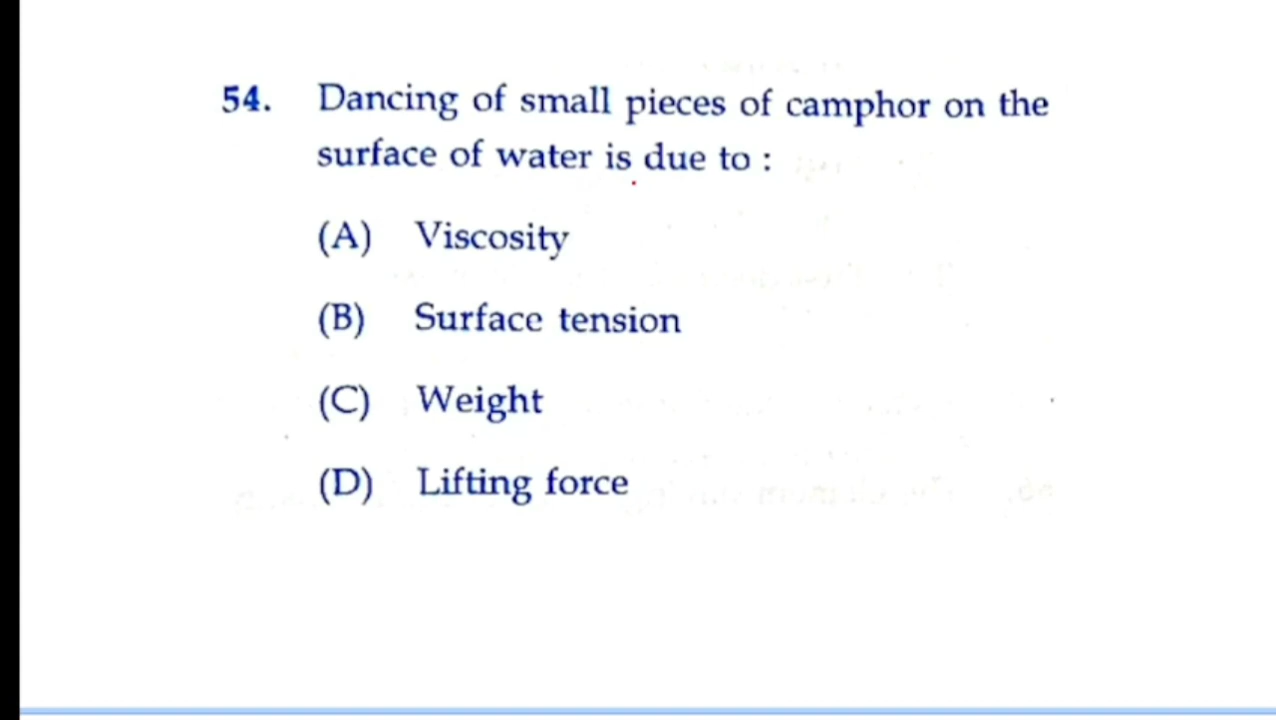 54. Dancing of small pieces of camphor on the
surface of water is due to :
(A) Viscosity
(B) Surface tension
(C) Weight
(D) Lifting force